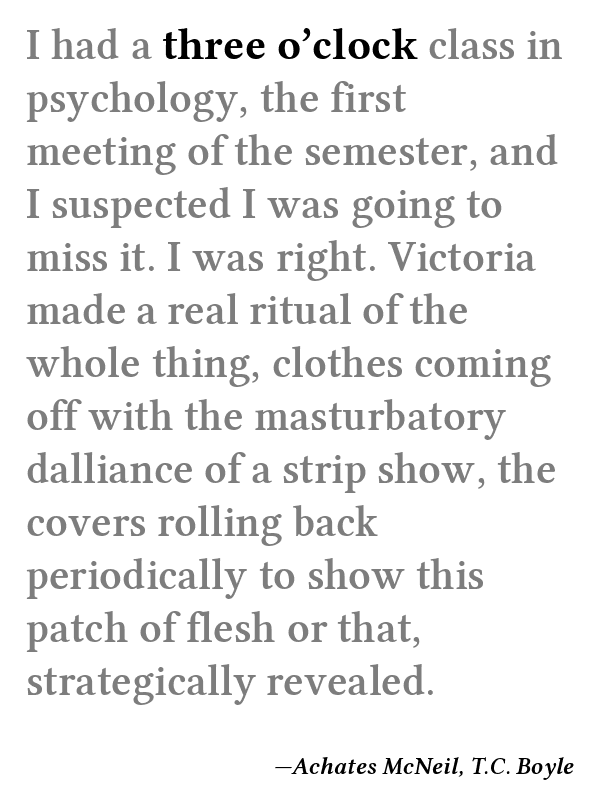 I had a three o’clock class in
psychology, the first
meeting of the semester, and
I suspected I was going to
miss it. I was right. Victoria
made a real ritual of the
whole thing, clothes coming
off with the masturbatory
dalliance of a strip show, the
covers rolling back
periodically to show this
patch of flesh or that,
strategically revealed.
—Achates McNeil, T.C. Boyle